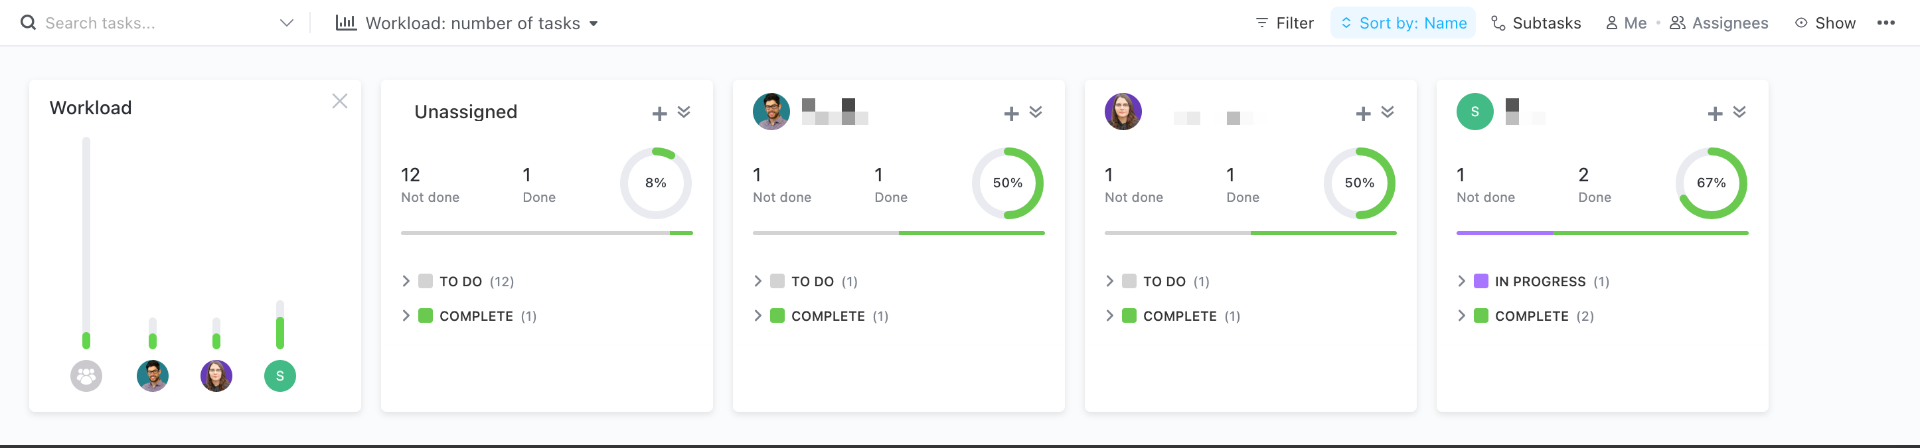 Search tasks... Workload: number of tasks Filter Sort by: Name Subtasks Me • Assignees Show
Workload
Unassigned
12 Not done
1 Done
8%
TO DO (12)
COMPLETE (1)
1 Not done
1 Done
50%
TO DO (1)
COMPLETE (1)
1 Not done
1 Done
50%
TO DO (1)
COMPLETE (1)
S
1 Not done
2 Done
67%
IN PROGRESS (1)
COMPLETE (2)
S